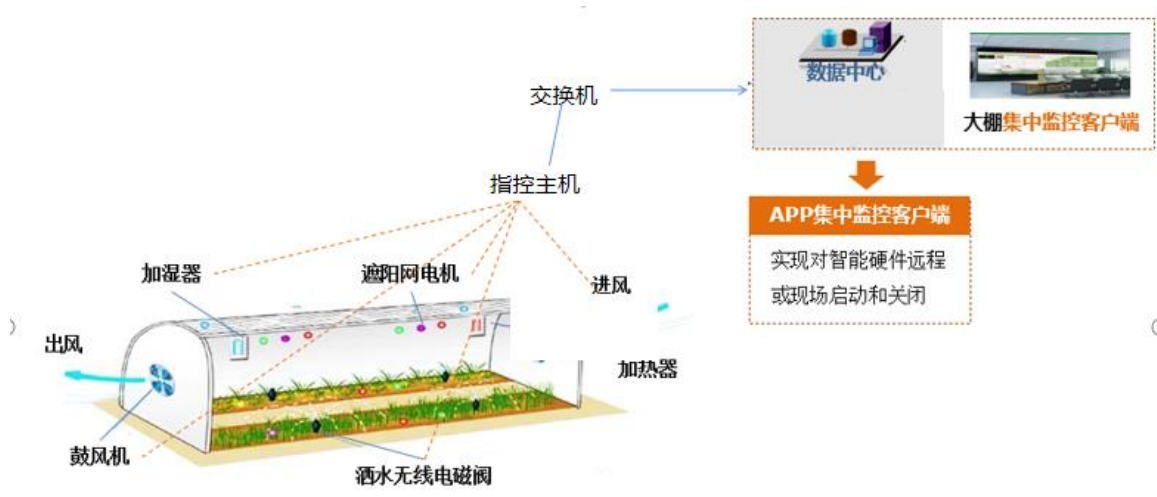 数据中心
大棚集中监控客户端
交换机
指控主机
APP集中监控客户端
实现对智能硬件远程
或现场启动和关闭
加湿器
遮阳网电机
进风
出风
加热器
鼓风机
洒水无线电磁阀